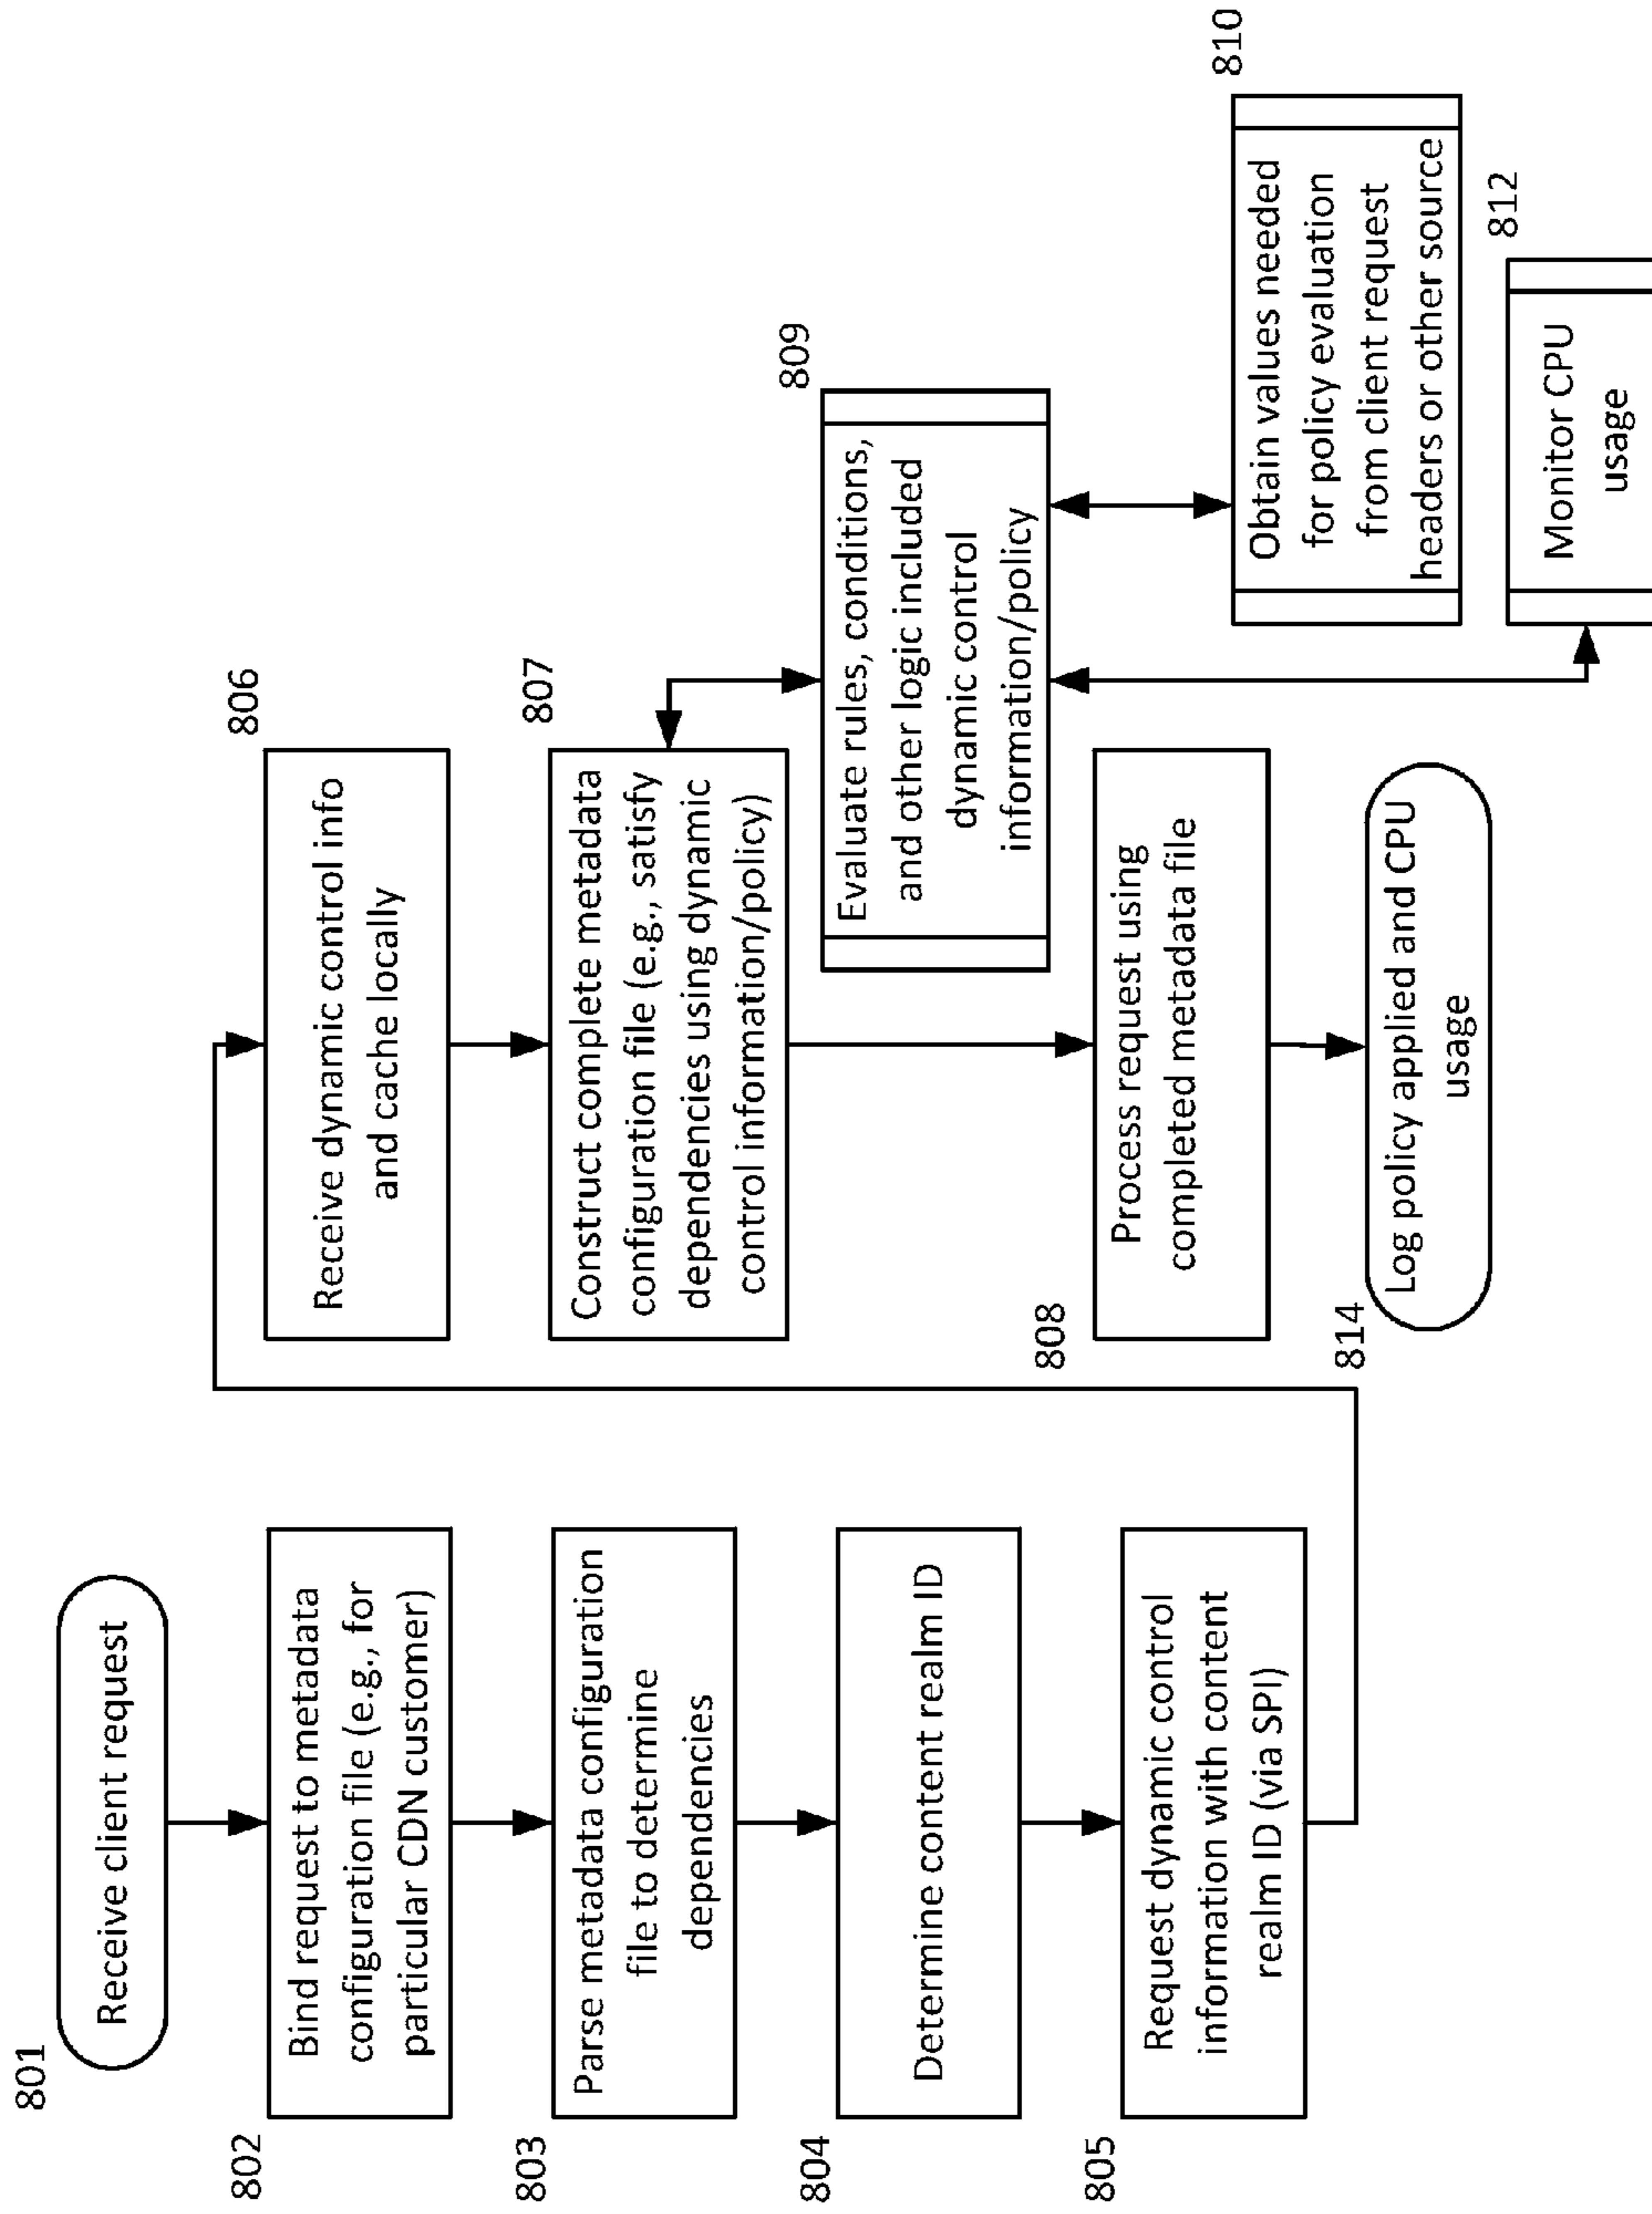 801
Receive client request
802
Bind request to metadata
configuration file (e.g., for
particular CDN customer)
803
Parse metadata configuration
file to determine
dependencies
804
Determine content realm ID
805
Request dynamic control
information with content
realm ID (via SPI)
806
Receive dynamic control info
and cache locally
807
Construct complete metadata
configuration file (e.g., satisfy
dependencies using dynamic
control information/policy)
809
Evaluate rules, conditions,
and other logic included
dynamic control
information/policy
810
Obtain values needed
for policy evaluation
from client request
headers or other source
812
Monitor CPU
usage
808
Process request using
completed metadata file
814
Log policy applied and CPU
usage